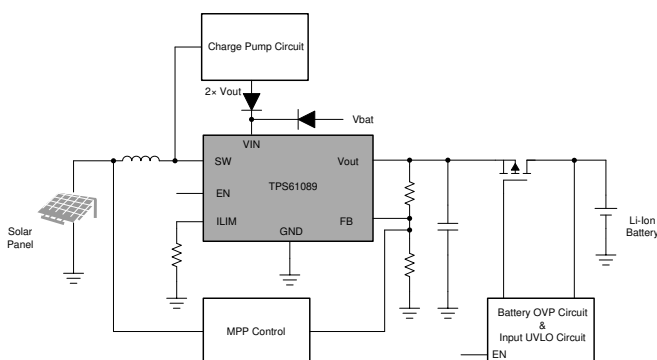 Charge Pump Circuit
2× Vout
Vbat
VIN
SW
Vout
TPS61089
EN
ILIM
FB
GND
Solar
Panel
Li-Ion
Battery
MPP Control
Battery OVP Circuit
&
Input UVLO Circuit
EN